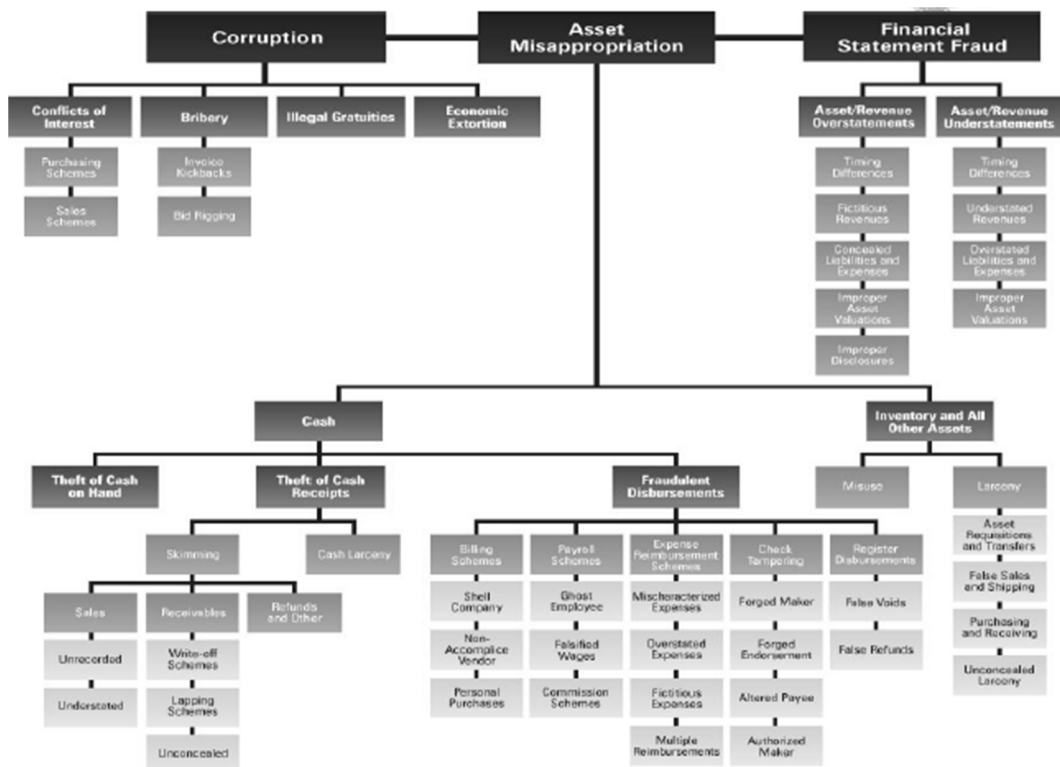 Corruption
Asset
Misappropriation
Financial
Statement Fraud
Conflicts of
Interest
Bribery
Illegal Gratuities
Economic
Extortion
Asset/Revenue
Overstatements
Asset/Revenue
Understatements
Purchasing
Schemes
Invoice
Kickbacks
Timing
Differences
Timing
Differences
Sales
Schemes
Bid Rigging
Fictitious
Revenues
Understated
Revenues
Concealed
Liabilities and
Expenses
Overstated
Liabilities and
Expenses
Improper
Asset
Valuations
Improper
Asset
Valuations
Improper
Disclosures
Cash
Inventory and All
Other Assets
Theft of Cash
on Hand
Theft of Cash
Receipts
Fraudulent
Disbursements
Misuse
Larceny
Skimming
Cash Larceny
Billing
Schemes
Payroll
Schemes
Expense
Reimbursement
Schemes
Check
Tampering
Register
Disbursements
Asset
Requisitions
and Transfers
Sales
Receivables
Refunds
and Other
Shell
Company
Ghost
Employee
Mischaracterized
Expenses
Forged Maker
False Voids
False Sales
and Shipping
Unrecorded
Write-off
Schemes
Non-
Accomplice
Vendor
Falsified
Wages
Overstated
Expenses
Forged
Endorsement
False Refunds
Purchasing
and Receiving
Understated
Lapping
Schemes
Personal
Purchases
Commission
Schemes
Fictitious
Expenses
Altered Payee
Unconcealed
Larceny
Unconcealed
Multiple
Reimbursements
Authorized
Maker